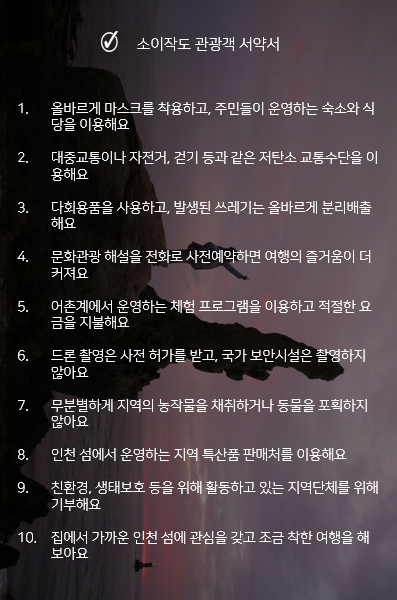 소이작도 관광객 서약서
1. 올바르게 마스크를 착용하고, 주민들이 운영하는 숙소와 식
당을 이용해요
2. 대중교통이나 자전거, 걷기 등과 같은 저탄소 교통수단을 이
용해요
3. 다회용품을 사용하고, 발생된 쓰레기는 올바르게 분리배출
해요
4. 문화관광 해설을 전화로 사전예약하면 여행의 즐거움이 더
커져요
5. 어촌계에서 운영하는 체험 프로그램을 이용하고 적절한 요
금을 지불해요
6. 드론 촬영은 사전 허가를 받고, 국가 보안시설은 촬영하지
않아요
7. 무분별하게 지역의 농작물을 채취하거나 동물을 포획하지
않아요
8. 인천 섬에서 운영하는 지역 특산품 판매처를 이용해요
9. 친환경, 생태보호 등을 위해 활동하고 있는 지역단체를 위해
기부해요
10. 집에서 가까운 인천 섬에 관심을 갖고 조금 착한 여행을 해
보아요